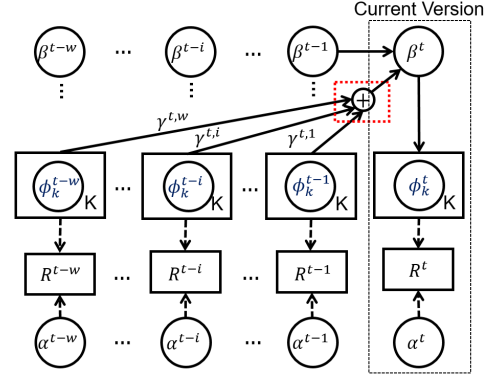 Current Version
β^{t-w} ... β^{t-i} ... β^{t-1} β^t
⋮ ⋮ ⋮
+
γ^{t,w} γ^{t,i} γ^{t,1}
ϕ_k^{t-w} K ... ϕ_k^{t-i} K ... ϕ_k^{t-1} K ϕ_k^t K
R^{t-w} ... R^{t-i} ... R^{t-1} R^t
α^{t-w} ... α^{t-i} ... α^{t-1} α^t